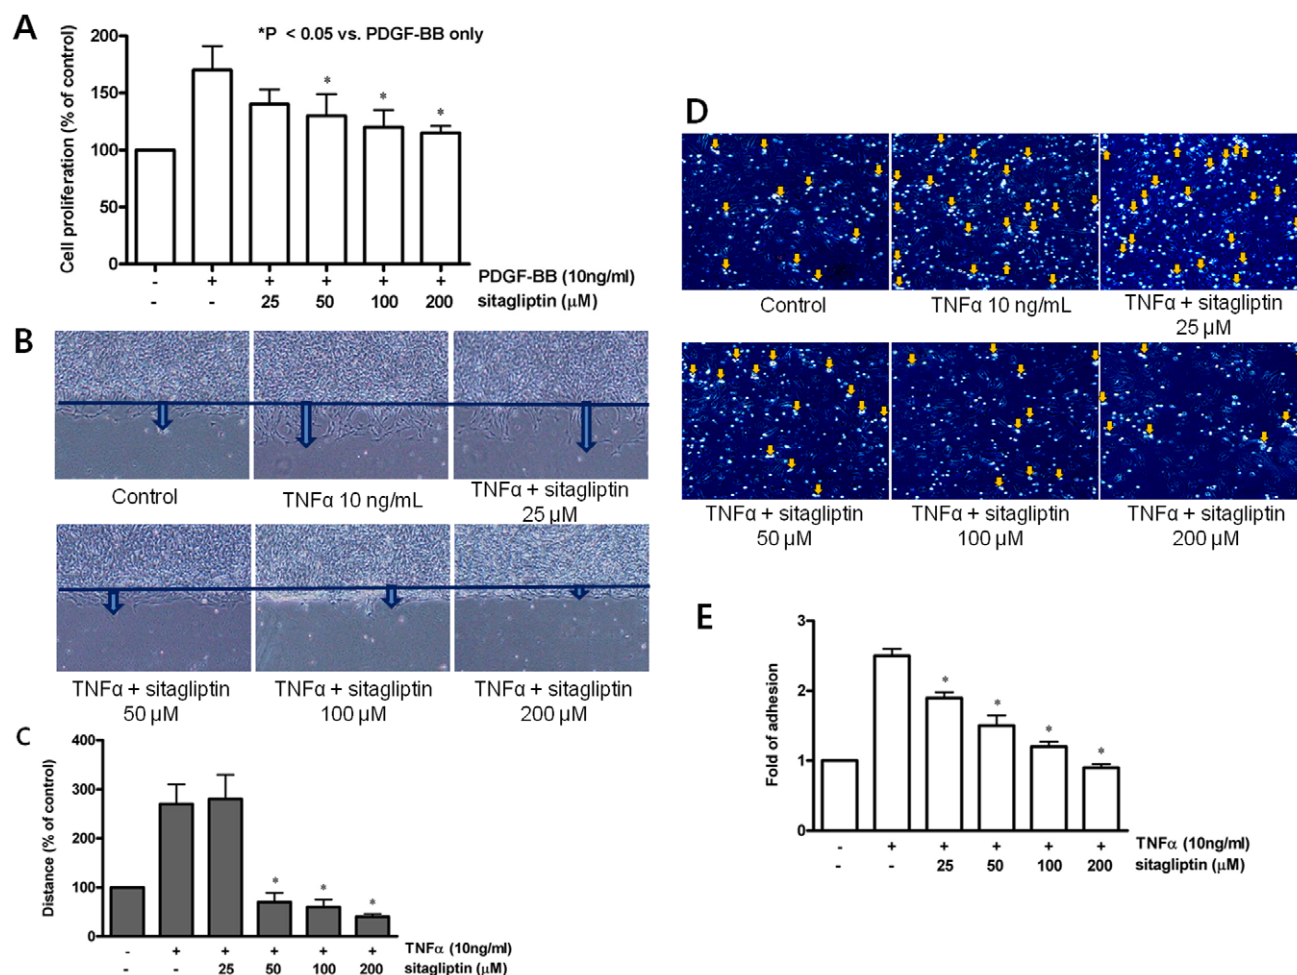 A
*P < 0.05 vs. PDGF-BB only
Cell proliferation (% of control)
200
150
100
50
0
* * *
- + + + + + PDGF-BB (10ng/ml)
- - 25 50 100 200 sitagliptin (μM)
B
Control
TNFα 10 ng/mL
TNFα + sitagliptin
25 μM
TNFα + sitagliptin
50 μM
TNFα + sitagliptin
100 μM
TNFα + sitagliptin
200 μM
C
Distance (% of control)
400
300
200
100
0
* * *
- + + + + + TNFα (10ng/ml)
- - 25 50 100 200 sitagliptin (μM)
D
Control
TNFα 10 ng/mL
TNFα + sitagliptin
25 μM
TNFα + sitagliptin
50 μM
TNFα + sitagliptin
100 μM
TNFα + sitagliptin
200 μM
E
Fold of adhesion
3
2
1
0
* * * *
- + + + + + TNFα (10ng/ml)
- - 25 50 100 200 sitagliptin (μM)